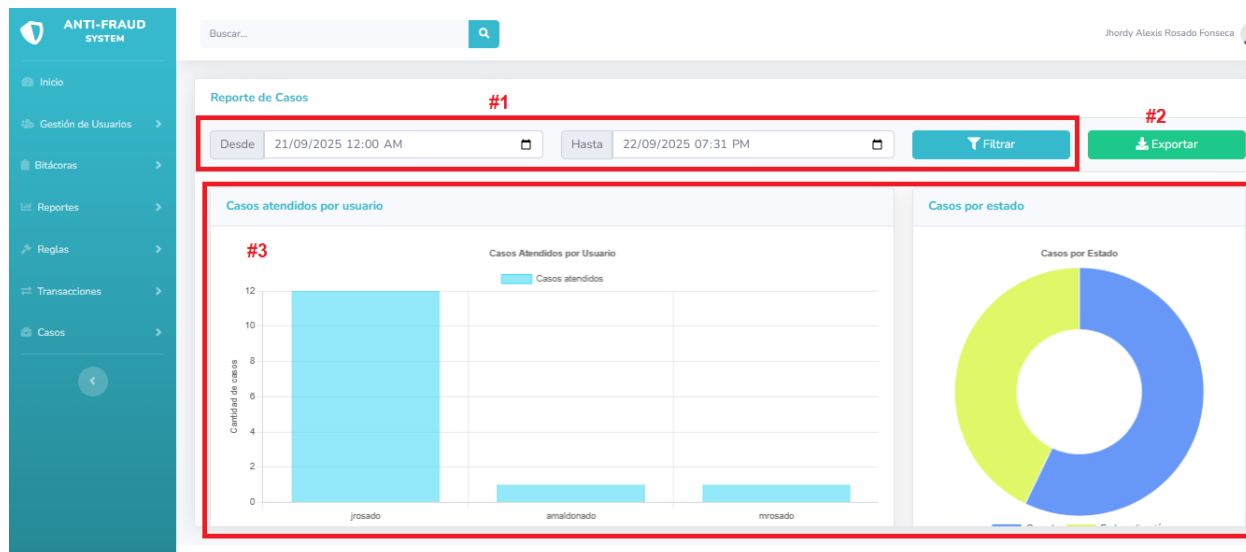 ANTI-FRAUD
SYSTEM
Buscar...
Jhordy Alexis Rosado Fonseca
Inicio
Gestión de Usuarios
Bitácoras
Reportes
Reglas
Transacciones
Casos
Reporte de Casos
#1
#2
Desde 21/09/2025 12:00 AM
Hasta 22/09/2025 07:31 PM
Filtrar
Exportar
Casos atendidos por usuario
#3
Casos Atendidos por Usuario
Casos atendidos
Cantidad de casos
12
10
8
6
4
2
0
jrosado
amaldonado
mrosado
Casos por estado
Casos por Estado